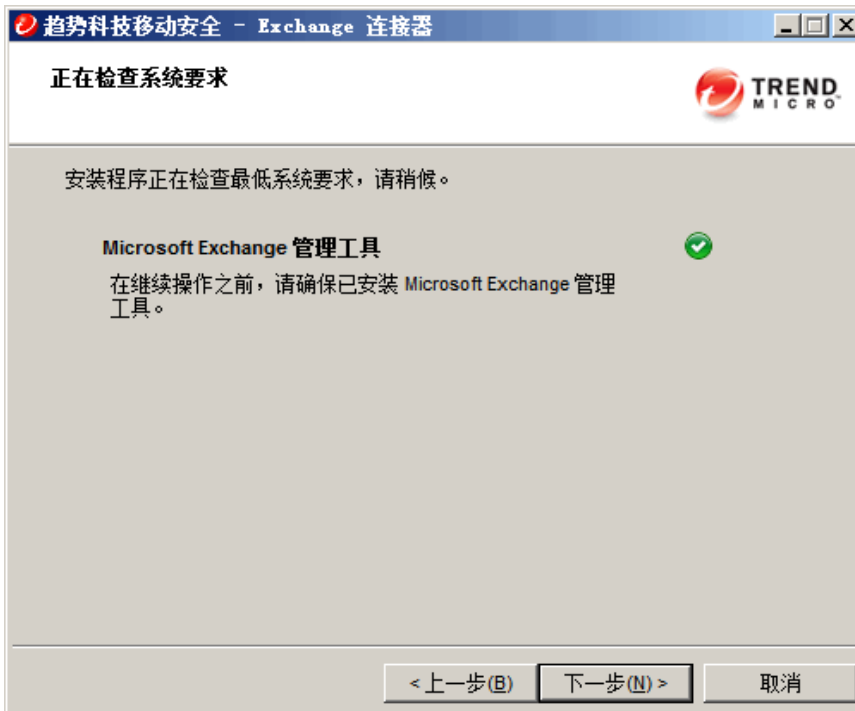 趋势科技移动安全 - Exchange 连接器
正在检查系统要求
TREND
MICRO
安装程序正在检查最低系统要求，请稍候。
Microsoft Exchange 管理工具
在继续操作之前，请确保已安装 Microsoft Exchange 管理
工具。
<上一步(B) 下一步(N)> 取消